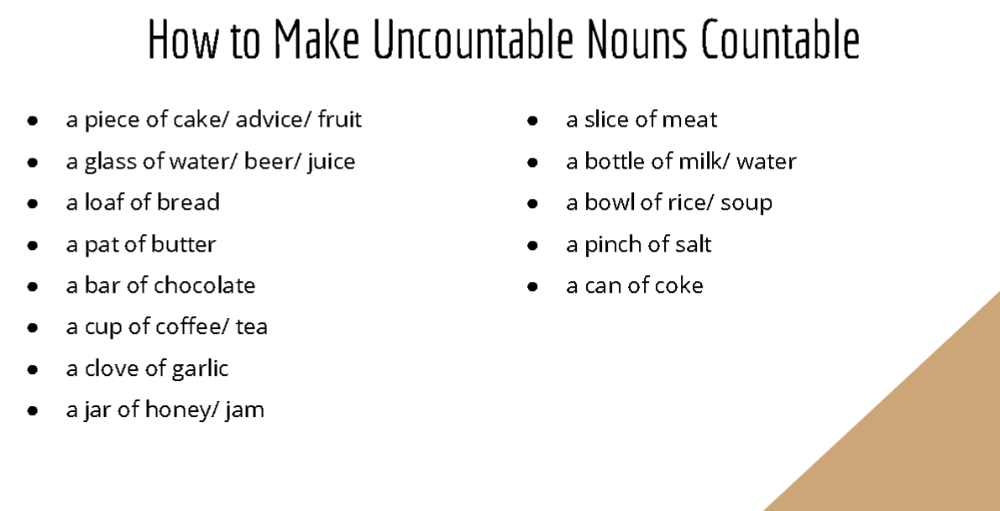 How to Make Uncountable Nouns Countable
● a piece of cake/ advice/ fruit
● a glass of water/ beer/ juice
● a loaf of bread
● a pat of butter
● a bar of chocolate
● a cup of coffee/ tea
● a clove of garlic
● a jar of honey/ jam
● a slice of meat
● a bottle of milk/ water
● a bowl of rice/ soup
● a pinch of salt
● a can of coke